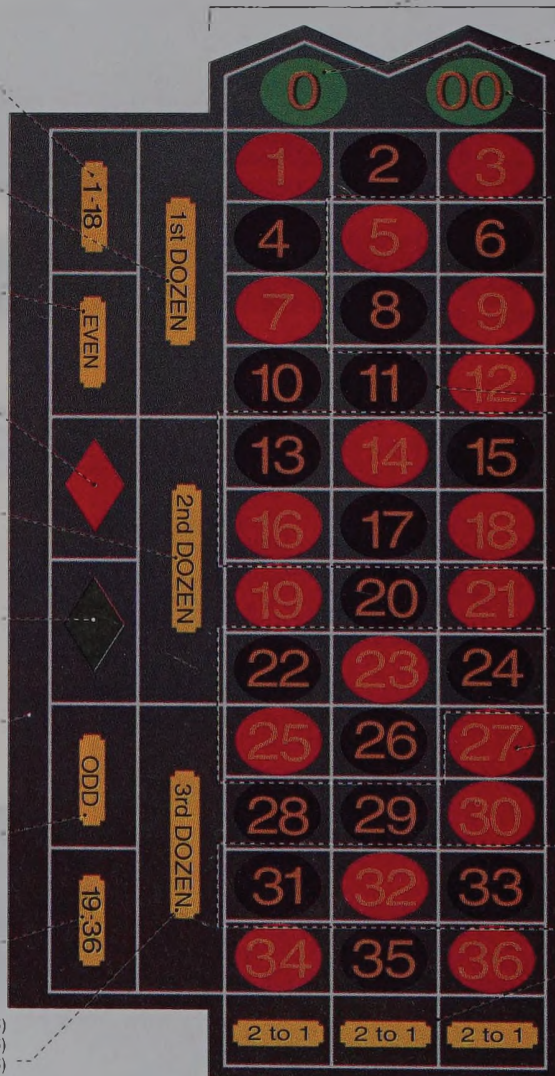 0 00
1 2 3
4 5 6
7 8 9
10 11 12
13 14 15
16 17 18
19 20 21
22 23 24
25 26 27
28 29 30
31 32 33
34 35 36
2 to 1 2 to 1 2 to 1
1st DOZEN
2nd DOZEN
3rd DOZEN
1-18
EVEN
ODD
19-36